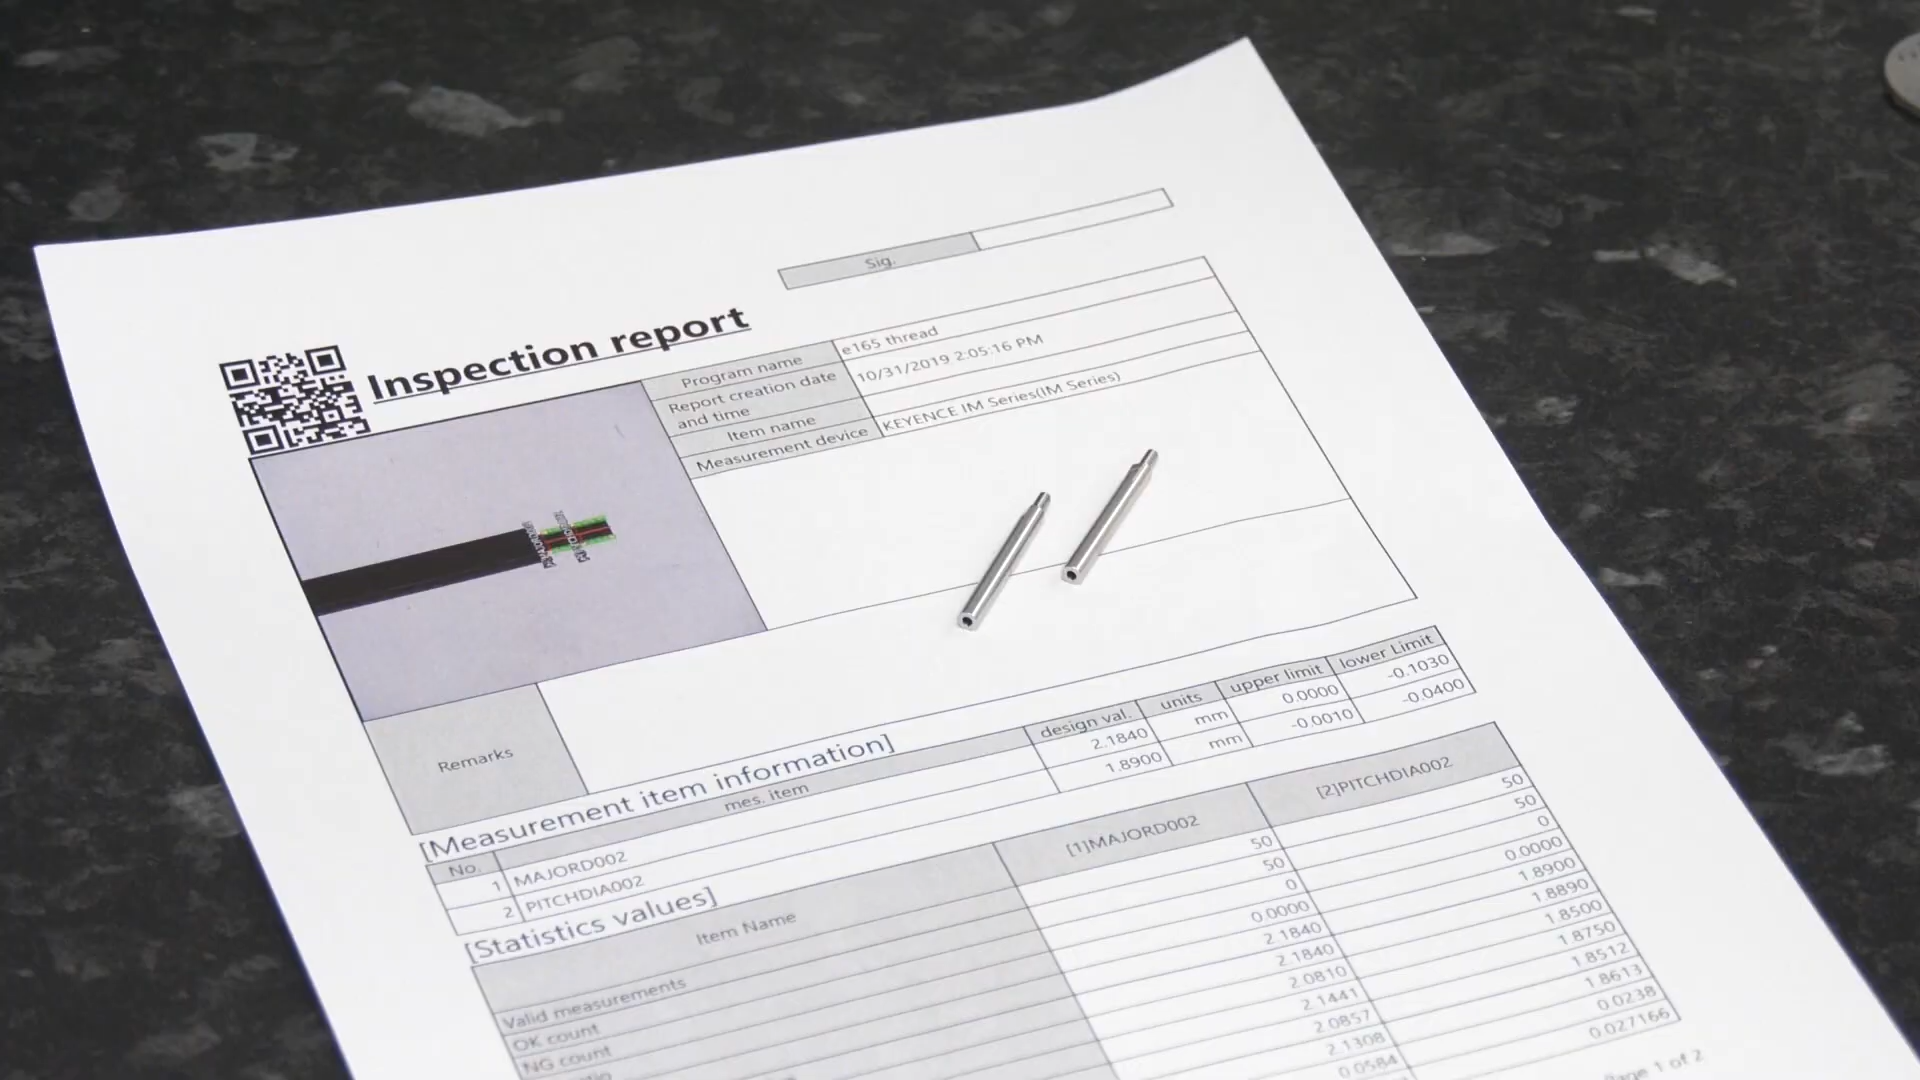 Sig.
Inspection report
Program name e165 thread
Report creation date and time 10/31/2019 2:05:16 PM
Item name
Measurement device KEYENCE IM Series(IM Series)
Remarks
[Measurement item information]
No. mes. item design val. units upper limit lower Limit
1 MAJORD002 2.1840 mm 0.0000 -0.1030
2 PITCHDIA002 1.8900 mm -0.0010 -0.0400
[Statistics values]
Item Name [1]MAJORD002 [2]PITCHDIA002
Valid measurements 50 50
OK count 50 50
NG count 0 0
0.0000 0.0000
2.1840 1.8900
2.1840 1.8890
2.0810 1.8500
2.1441 1.8750
2.0857 1.8512
2.1308 1.8613
0.0584 0.0238
0.027166
Page 1 of 2